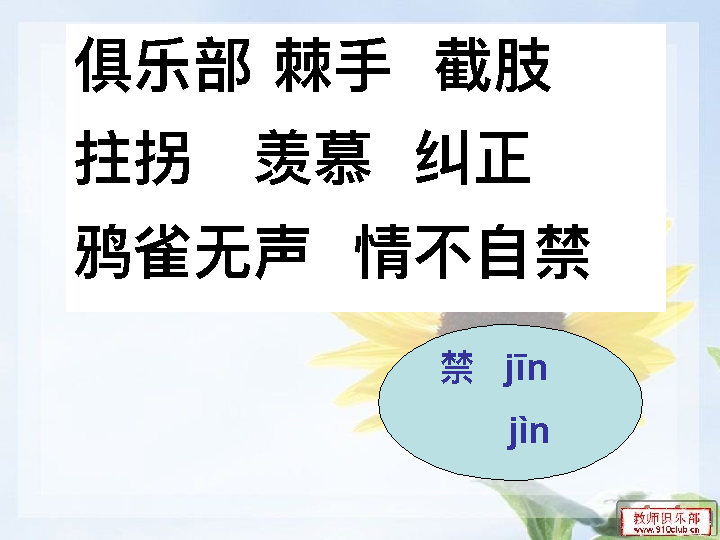 俱乐部 棘手 截肢
拄拐 羡慕 纠正
鸦雀无声 情不自禁
禁 jīn
jìn
教师俱乐部
www.910club.cn